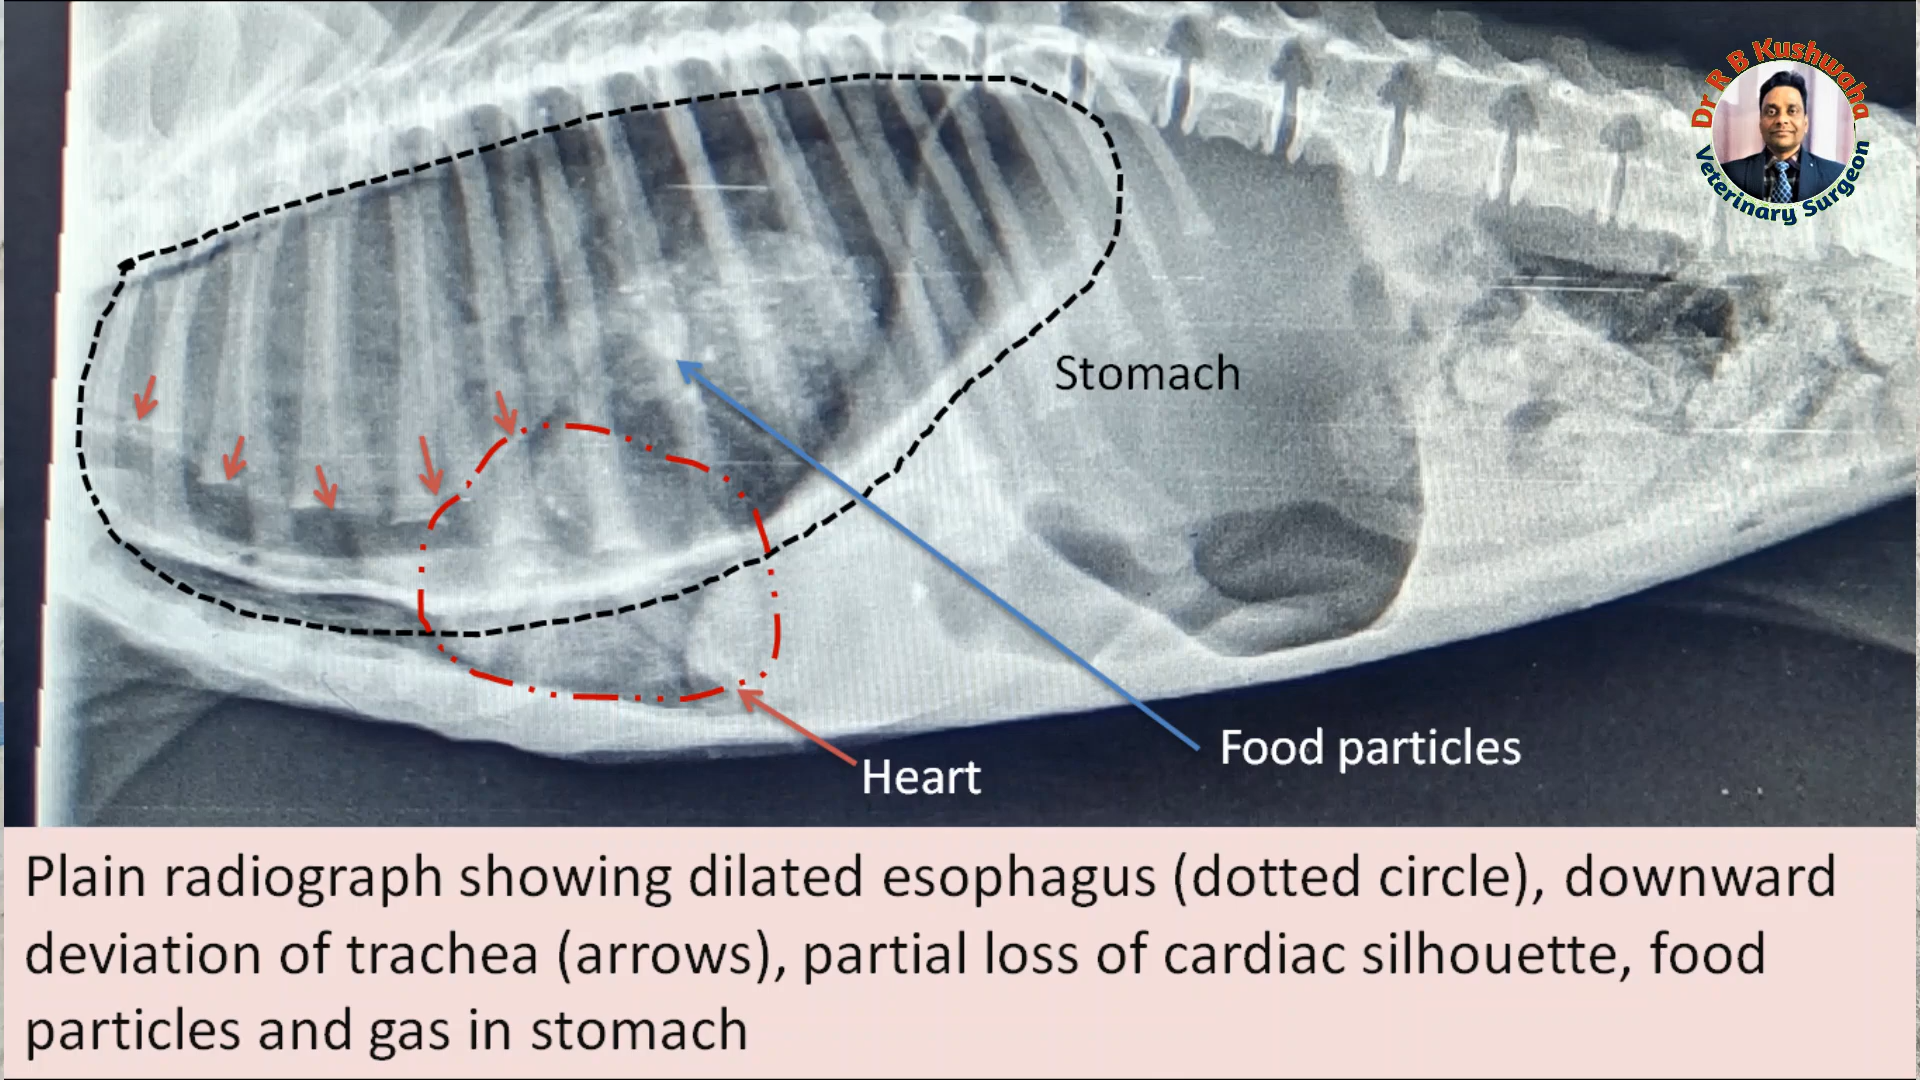 Dr R B Kushwaha
Veterinary Surgeon
Stomach
Food particles
Heart
Plain radiograph showing dilated esophagus (dotted circle), downward
deviation of trachea (arrows), partial loss of cardiac silhouette, food
particles and gas in stomach